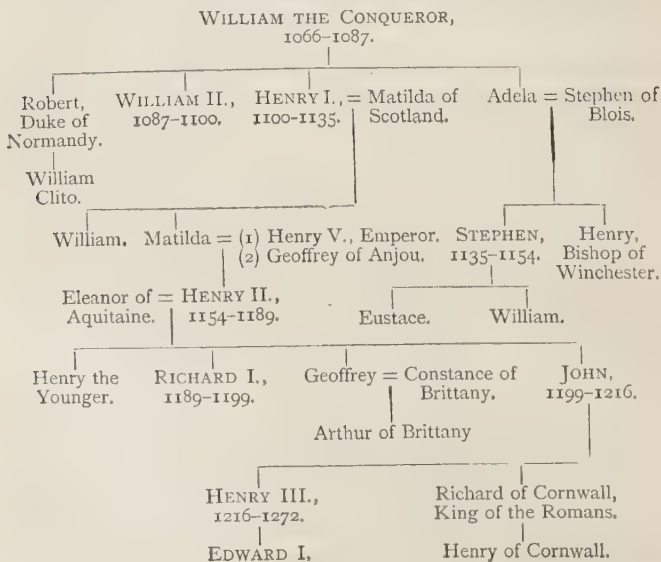 WILLIAM THE CONQUEROR,
1066–1087.
Robert, Duke of Normandy.
WILLIAM II., 1087–1100.
HENRY I., 1100–1135. = Matilda of Scotland.
Adela = Stephen of Blois.
William Clito.
William.
Matilda = (1) Henry V., Emperor.
(2) Geoffrey of Anjou.
STEPHEN, 1135–1154.
Henry, Bishop of Winchester.
Eleanor of Aquitaine. = HENRY II., 1154–1189.
Eustace.
William.
Henry the Younger.
RICHARD I., 1189–1199.
Geoffrey = Constance of Brittany.
JOHN, 1199–1216.
Arthur of Brittany
HENRY III., 1216–1272.
Richard of Cornwall, King of the Romans.
EDWARD I.
Henry of Cornwall.